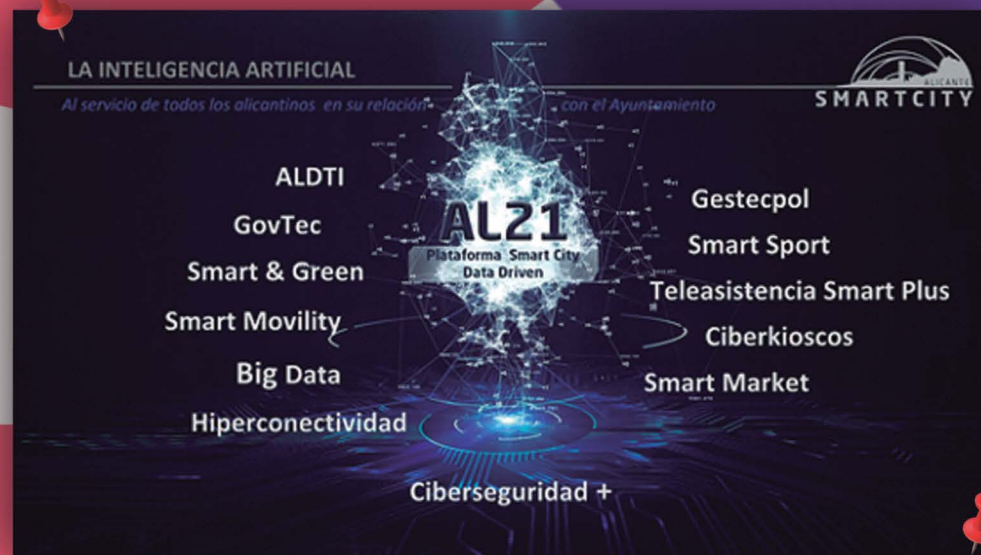 LA INTELIGENCIA ARTIFICIAL
Al servicio de todos los alicantinos en su relación con el Ayuntamiento
ALICANTE
SMARTCITY
ALDTI
GovTec
Smart & Green
Smart Movility
Big Data
Hiperconectividad
AL21
Plataforma Smart City
Data Driven
Gestecpol
Smart Sport
Teleasistencia Smart Plus
Ciberkioscos
Smart Market
Ciberseguridad +